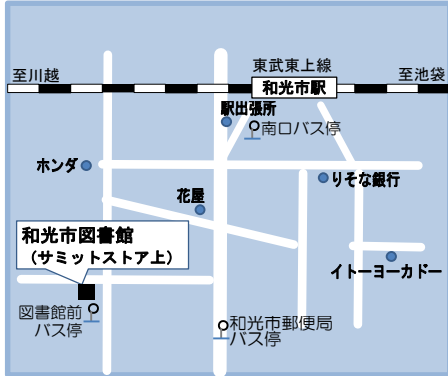 東武東上線
至川越
和光市駅
至池袋
駅出張所
南口バス停
ホンダ
りそな銀行
花屋
和光市図書館
（サミットストア上）
イトーヨーカドー
図書館前
バス停
和光市郵便局
バス停